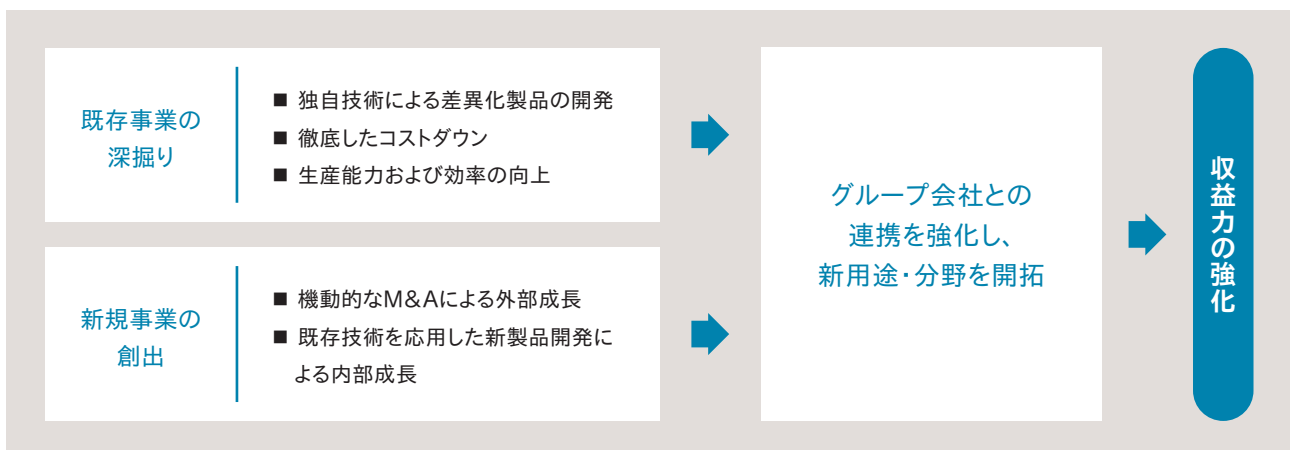 既存事業の
深掘り
■ 独自技術による差異化製品の開発
■ 徹底したコストダウン
■ 生産能力および効率の向上
新規事業の
創出
■ 機動的なM&Aによる外部成長
■ 既存技術を応用した新製品開発に
よる内部成長
グループ会社との
連携を強化し、
新用途・分野を開拓
収益力の強化